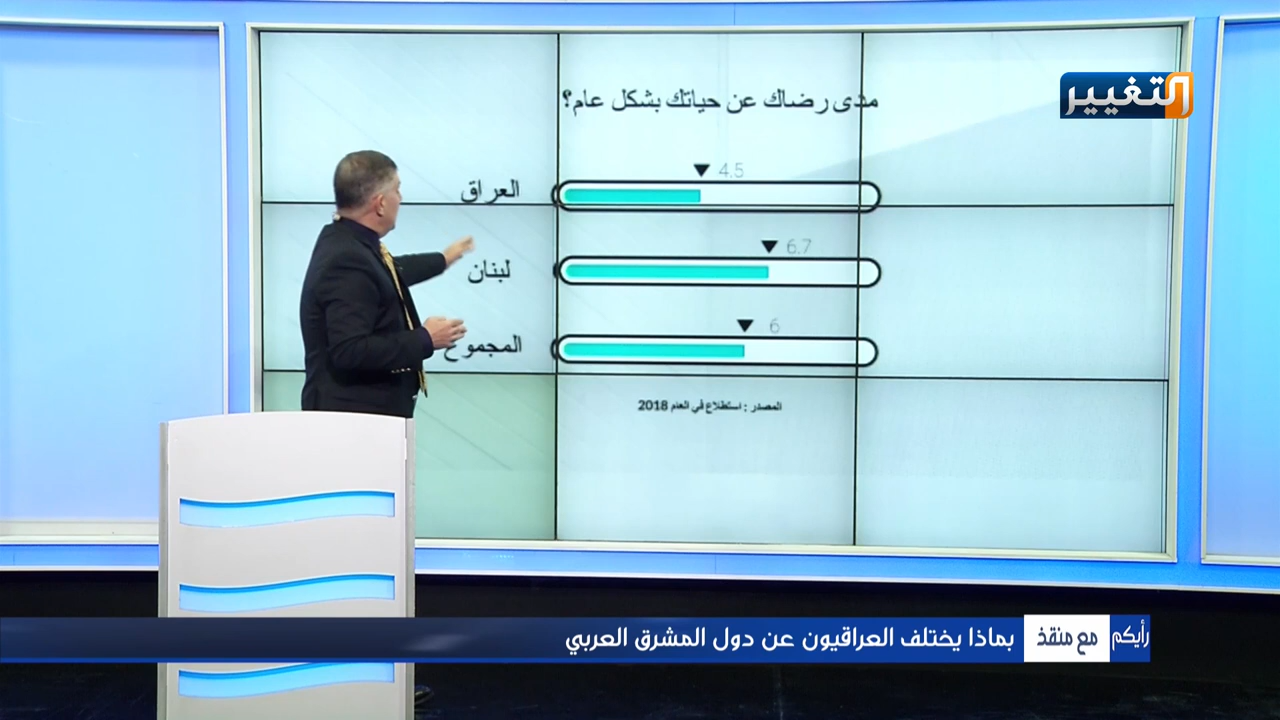 التغيير
مدى رضاك عن حياتك بشكل عام؟
4.5
العراق
6.7
لبنان
6
المجموع
المصدر : استطلاع في العام 2018
رأيكم مع منقذ بماذا يختلف العراقيون عن دول المشرق العربي